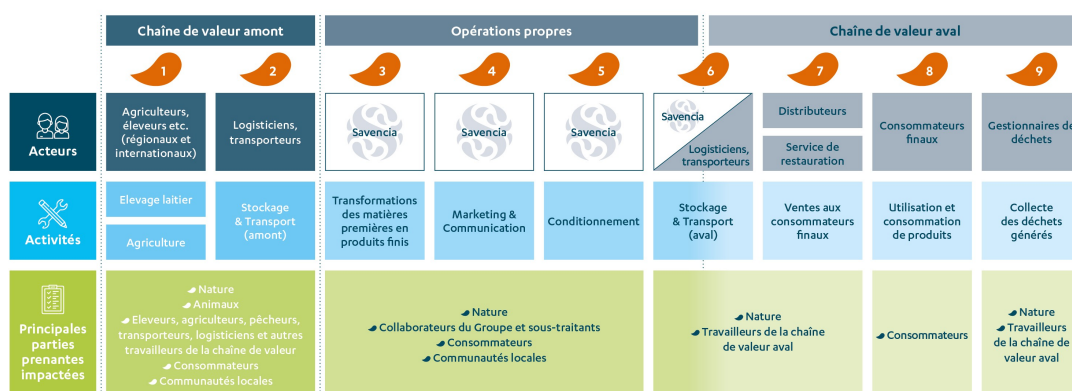 Chaîne de valeur amont
Opérations propres
Chaîne de valeur aval
1
2
3
4
5
6
7
8
9
Acteurs
Agriculteurs,
éleveurs etc.
(régionaux et
internationaux)
Logisticiens,
transporteurs
Savencia
Savencia
Savencia
Savencia
Logisticiens,
transporteurs
Distributeurs
Service de
restauration
Consommateurs
finaux
Gestionnaires de
déchets
Activités
Elevage laitier
Agriculture
Stockage
& Transport
(amont)
Transformations
des matières
premières en
produits finis
Marketing &
Communication
Conditionnement
Stockage
& Transport
(aval)
Ventes aux
consommateurs
finaux
Utilisation et
consommation
de produits
Collecte
des déchets
générés
Principales
parties
prenantes
impactées
Nature
Animaux
Eleveurs, agriculteurs, pêcheurs,
transporteurs, logisticiens et autres
travailleurs de la chaîne de valeur
Consommateurs
Communautés locales
Nature
Collaborateurs du Groupe et sous-traitants
Consommateurs
Communautés locales
Nature
Travailleurs de la chaîne
de valeur aval
Consommateurs
Nature
Travailleurs
de la chaîne de
valeur aval